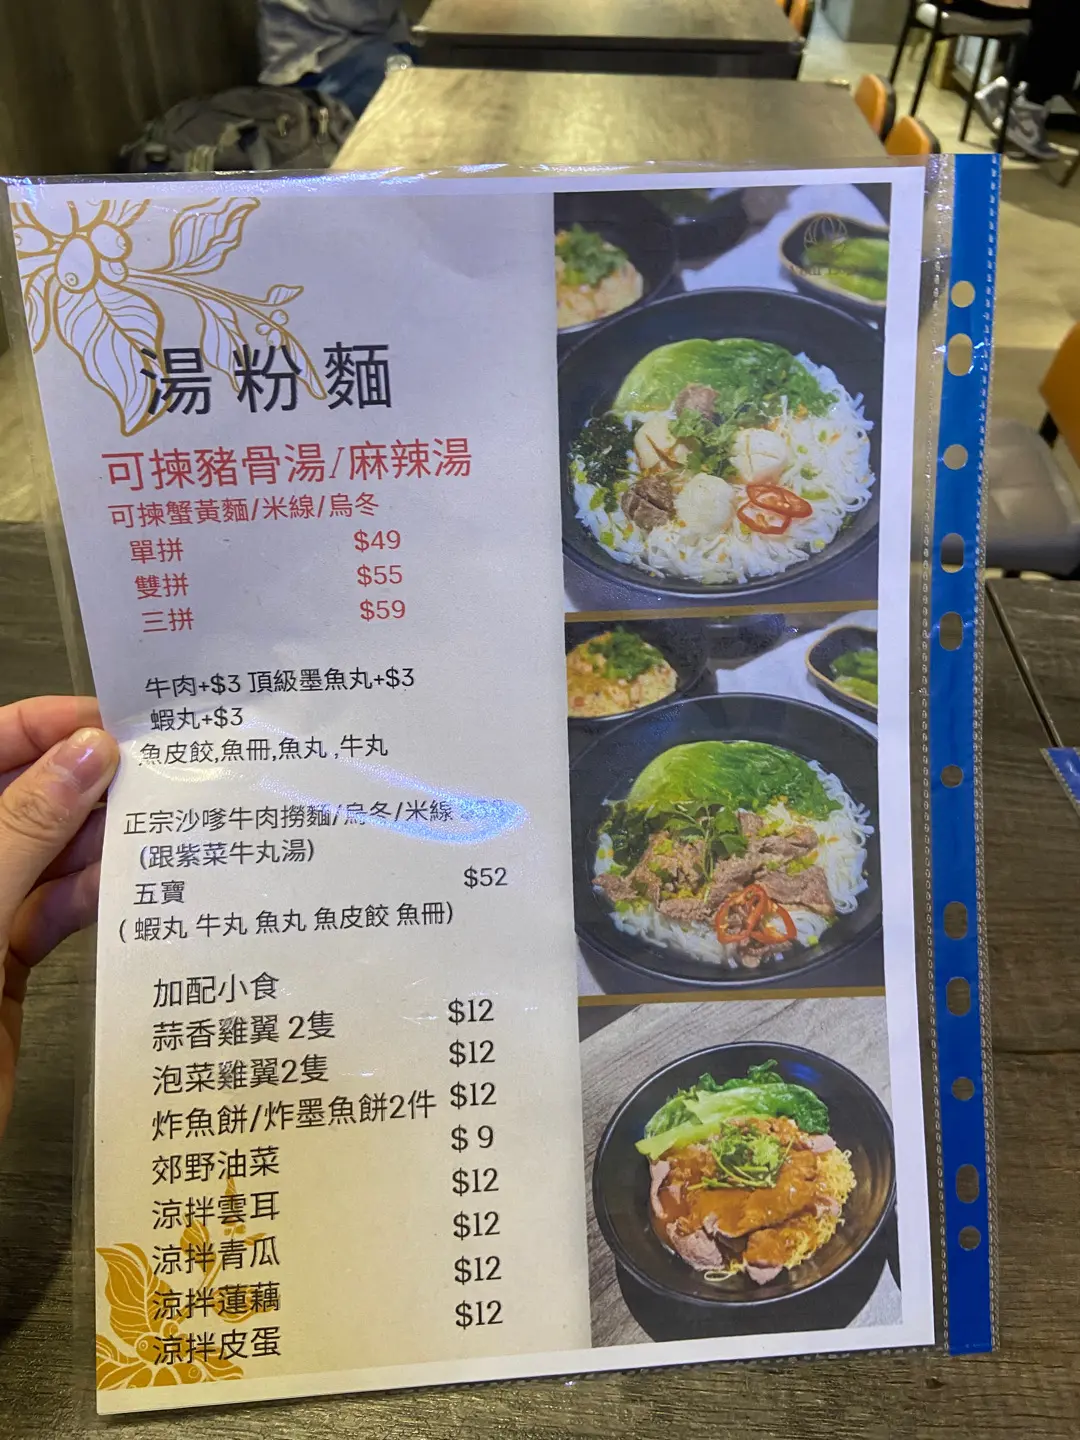 湯粉麵
可揀豬骨湯/麻辣湯
可揀蟹黃麵/米線/烏冬
單拼 $49
雙拼 $55
三拼 $59
牛肉+$3 頂級墨魚丸+$3
蝦丸+$3
魚皮餃,魚冊,魚丸 ,牛丸
正宗沙嗲牛肉撈麵/烏冬/米線
(跟紫菜牛丸湯)
五寶 $52
( 蝦丸 牛丸 魚丸 魚皮餃 魚冊)
加配小食
蒜香雞翼 2隻 $12
泡菜雞翼2隻 $12
炸魚餅/炸墨魚餅2件 $12
郊野油菜 $ 9
涼拌雲耳 $12
涼拌青瓜 $12
涼拌蓮藕 $12
涼拌皮蛋 $12